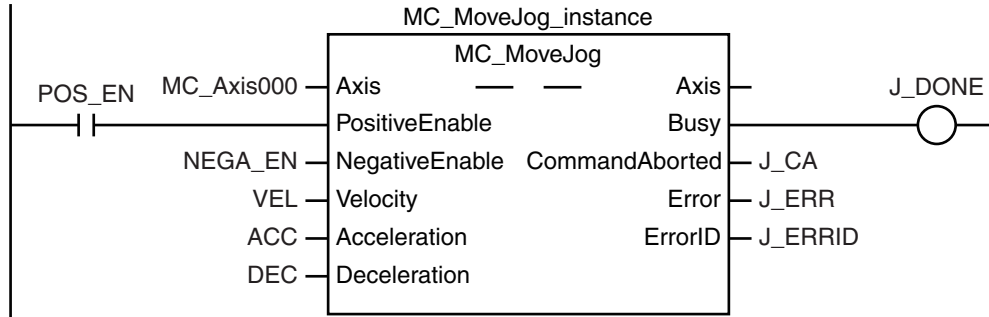 MC_MoveJog_instance
MC_MoveJog
POS_EN
MC_Axis000
Axis
Axis
J_DONE
PositiveEnable
Busy
NEGA_EN
NegativeEnable
CommandAborted
J_CA
VEL
Velocity
Error
J_ERR
ACC
Acceleration
ErrorID
J_ERRID
DEC
Deceleration